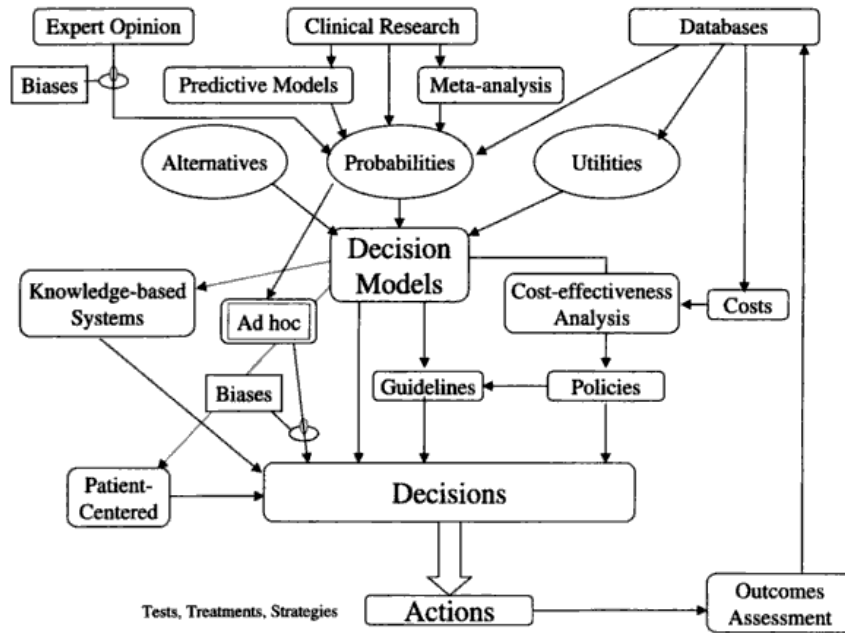 Expert Opinion
Clinical Research
Databases
Biases
Predictive Models
Meta-analysis
Alternatives
Probabilities
Utilities
Decision
Models
Knowledge-based
Systems
Ad hoc
Cost-effectiveness
Analysis
Costs
Biases
Guidelines
Policies
Patient-
Centered
Decisions
Tests, Treatments, Strategies
Actions
Outcomes
Assessment